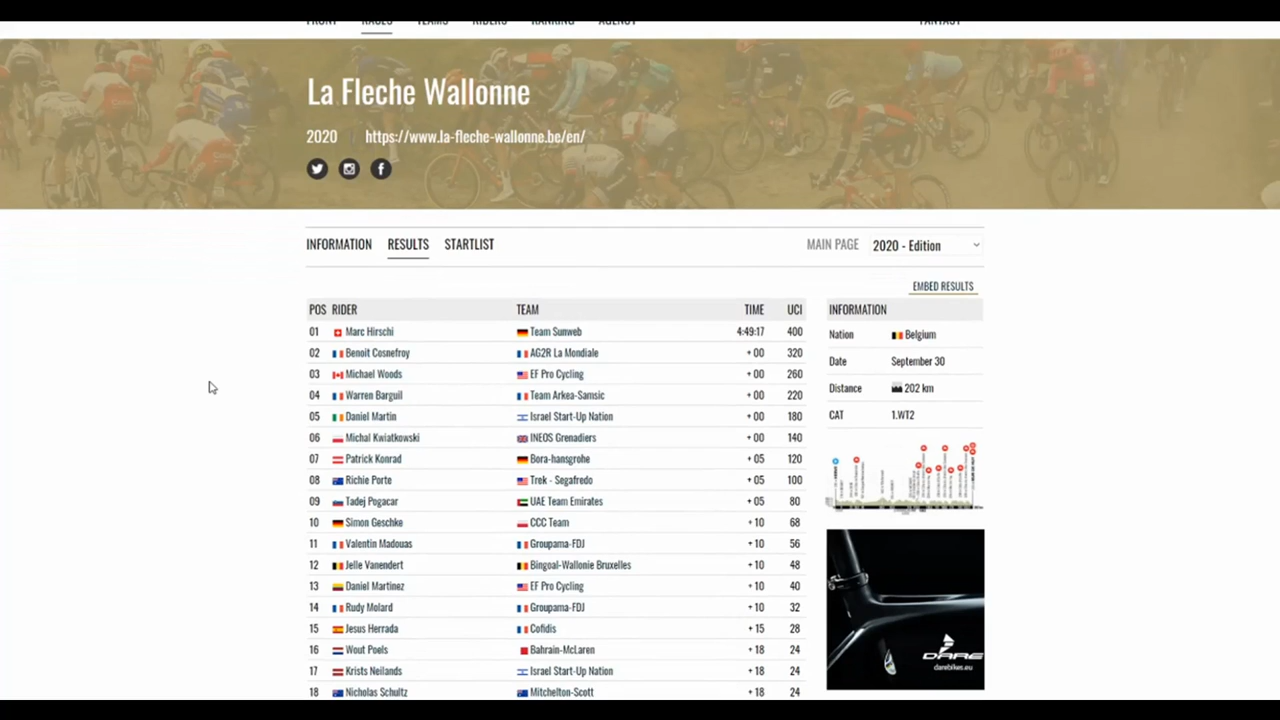 FRONT RACES TEAMS RIDERS RANKING AGENCY FANTASY
La Fleche Wallonne
2020 https://www.la-fleche-wallonne.be/en/
INFORMATION RESULTS STARTLIST MAIN PAGE 2020 - Edition
EMBED RESULTS
POS RIDER TEAM TIME UCI
01 Marc Hirschi Team Sunweb 4:49:17 400
02 Benoit Cosnefroy AG2R La Mondiale + 00 320
03 Michael Woods EF Pro Cycling + 00 260
04 Warren Barguil Team Arkea-Samsic + 00 220
05 Daniel Martin Israel Start-Up Nation + 00 180
06 Michal Kwiatkowski INEOS Grenadiers + 00 140
07 Patrick Konrad Bora-hansgrohe + 05 120
08 Richie Porte Trek - Segafredo + 05 100
09 Tadej Pogacar UAE Team Emirates + 05 80
10 Simon Geschke CCC Team + 10 68
11 Valentin Madouas Groupama-FDJ + 10 56
12 Jelle Vanendert Bingoal-Wallonie Bruxelles + 10 48
13 Daniel Martinez EF Pro Cycling + 10 40
14 Rudy Molard Groupama-FDJ + 10 32
15 Jesus Herrada Cofidis + 15 28
16 Wout Poels Bahrain-McLaren + 18 24
17 Krists Neilands Israel Start-Up Nation + 18 24
18 Nicholas Schultz Mitchelton-Scott + 18 24
INFORMATION
Nation Belgium
Date September 30
Distance 202 km
CAT 1.WT2
DARE
darebikes.eu